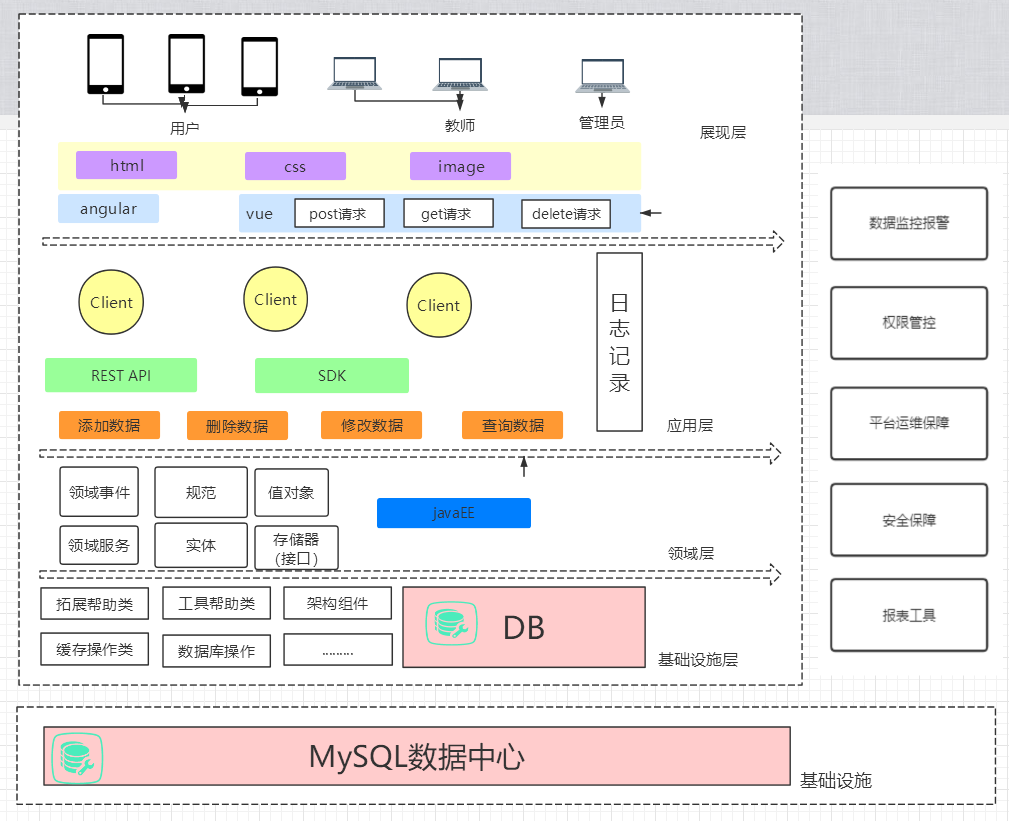 用户
教师
管理员
展现层
html
css
image
angular
vue
post请求
get请求
delete请求
Client
Client
Client
日
志
记
录
REST API
SDK
添加数据
删除数据
修改数据
查询数据
应用层
领域事件
规范
值对象
javaEE
领域服务
实体
存储器
（接口）
领域层
拓展帮助类
工具帮助类
架构组件
DB
缓存操作类
数据库操作
.........
基础设施层
MySQL数据中心
基础设施
数据监控报警
权限管控
平台运维保障
安全保障
报表工具